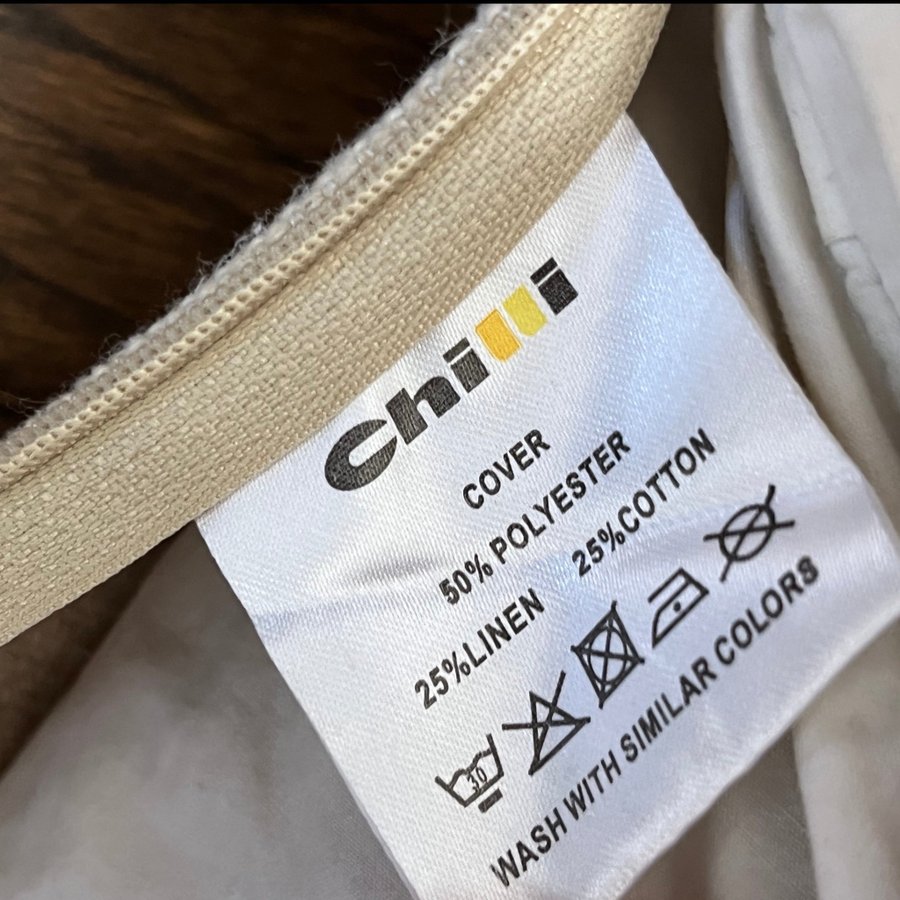 Chilli
COVER
50% POLYESTER
25%LINEN 25%COTTON
30
WASH WITH SIMILAR COLORS